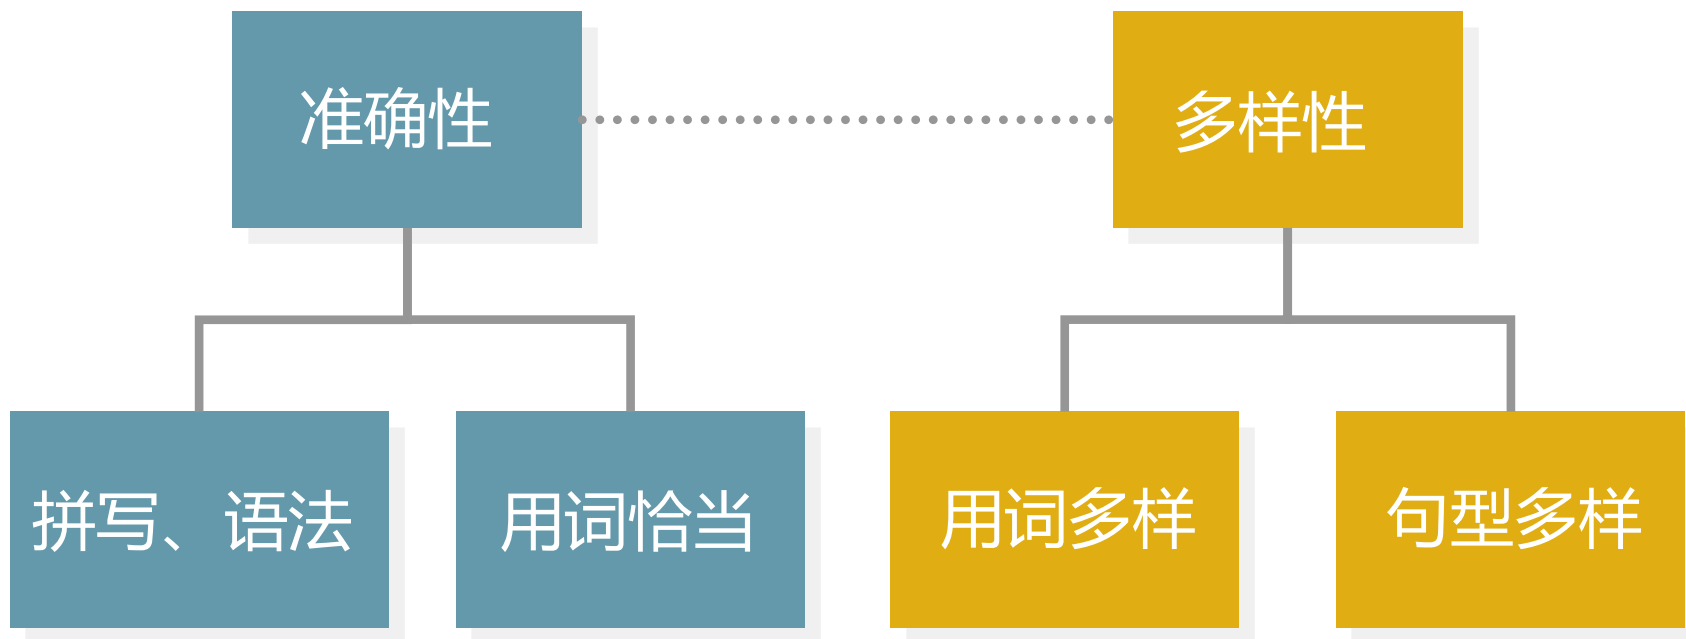 准确性
多样性
拼写、语法
用词恰当
用词多样
句型多样